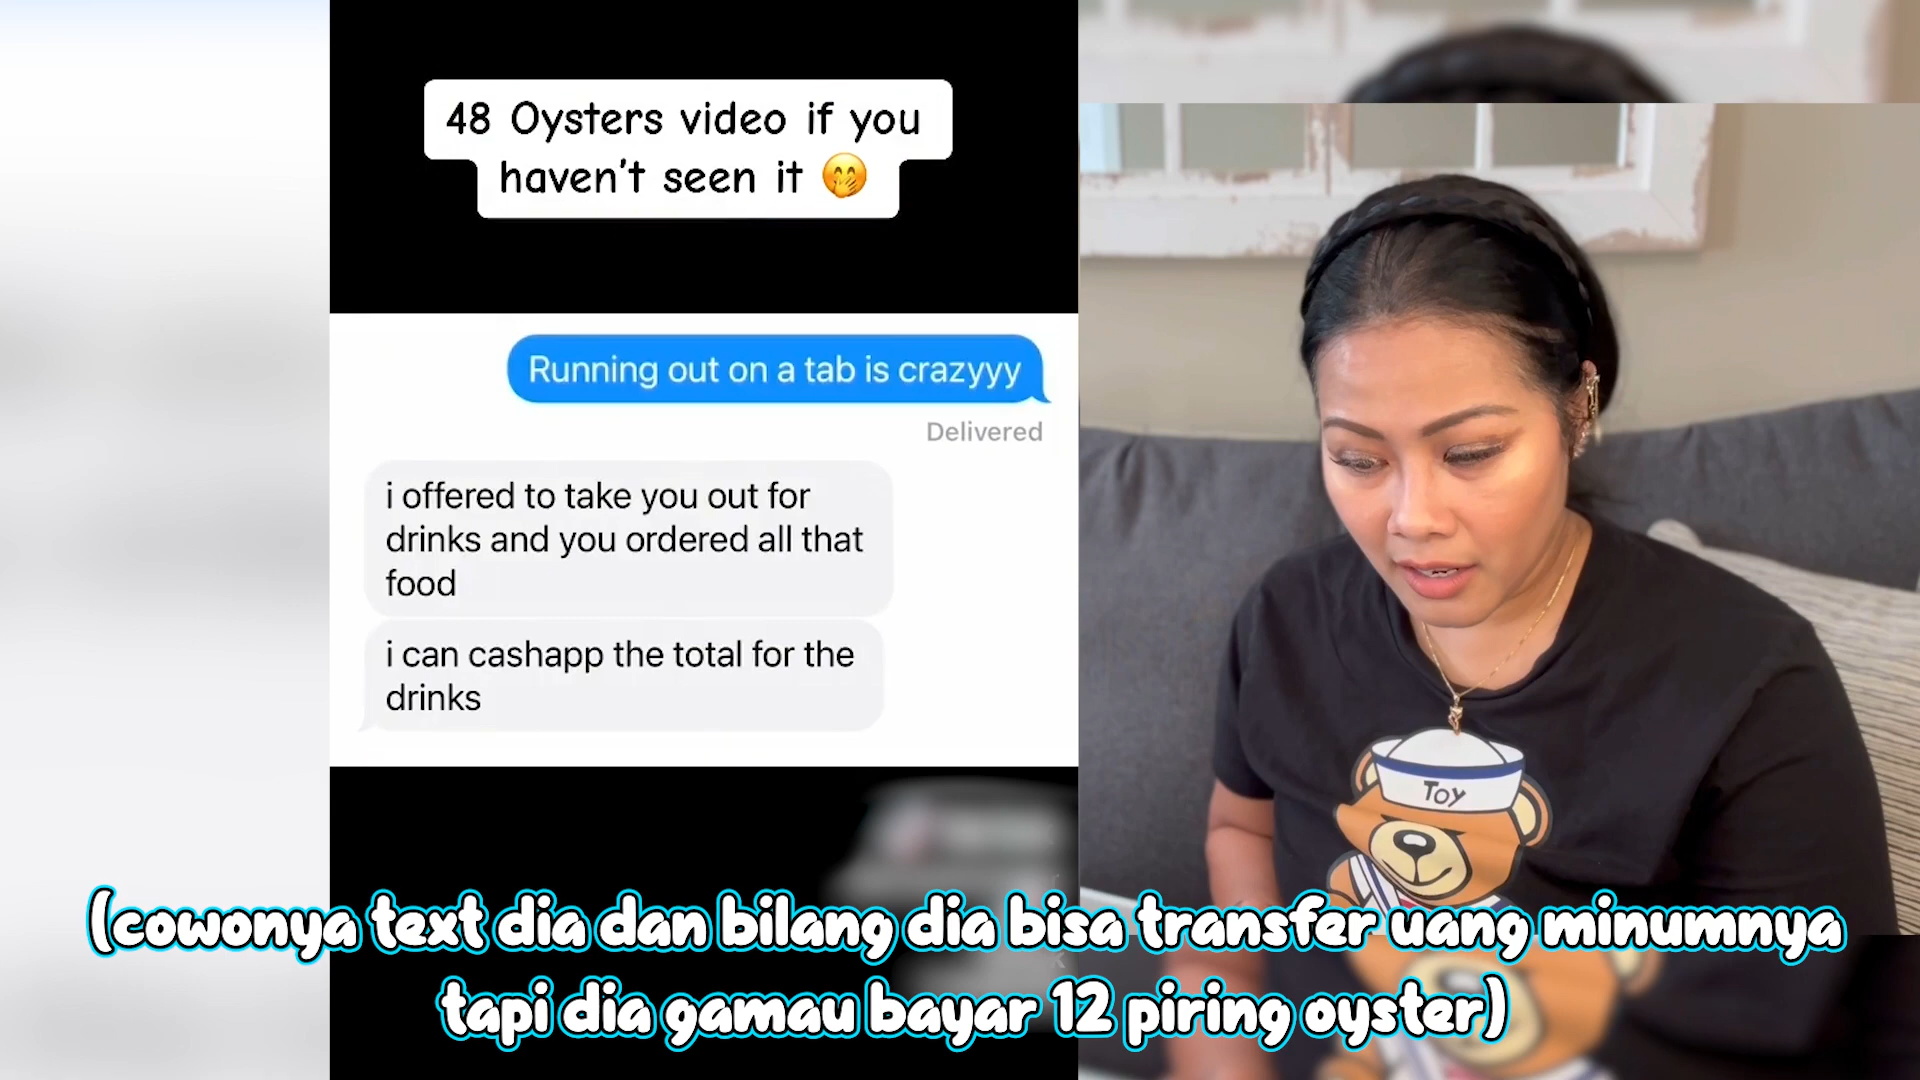 48 Oysters video if you
haven't seen it 🤭
Running out on a tab is crazyyy
Delivered
i offered to take you out for
drinks and you ordered all that
food
i can cashapp the total for the
drinks
Toy
(cowonya text dia dan bilang dia bisa transfer uang minumnya
tapi dia gamau bayar 12 piring oyster)